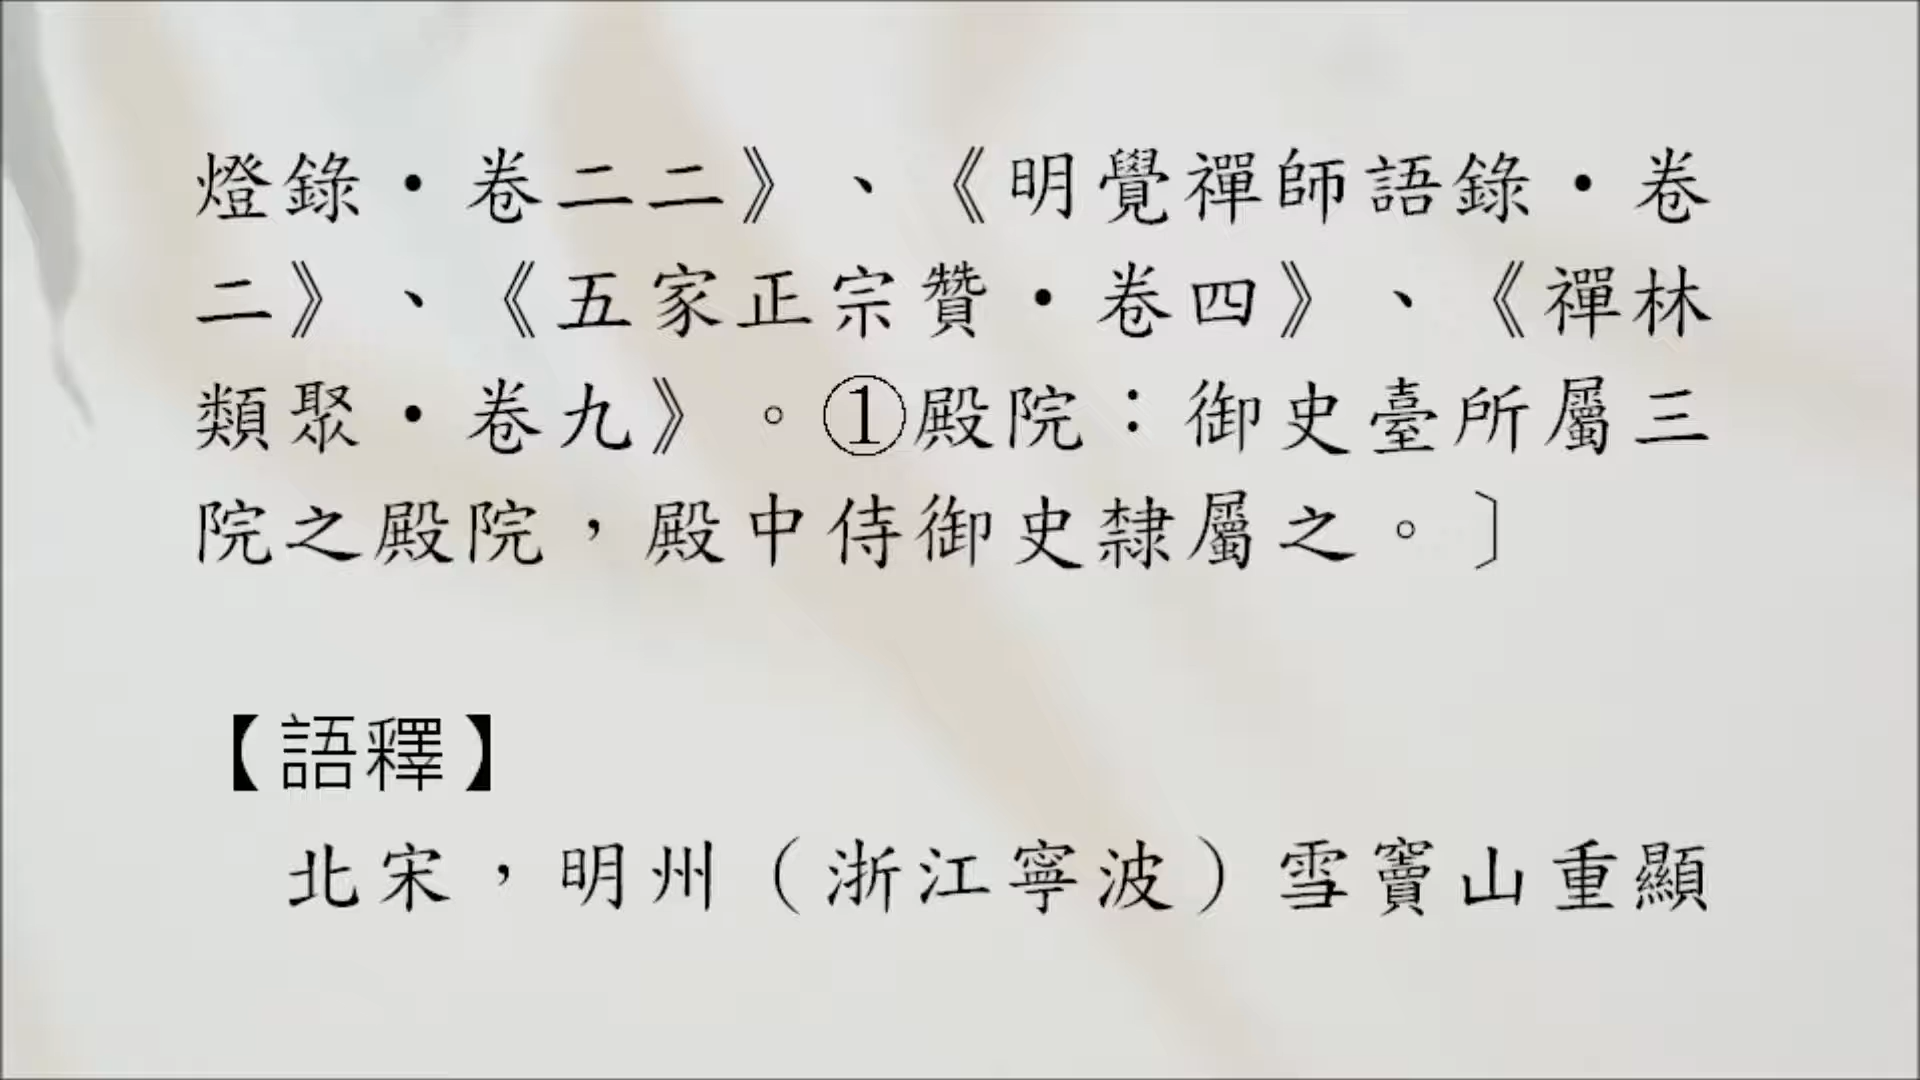 燈錄・卷二二》、《明覺禪師語錄・卷
二》、《五家正宗贊・卷四》、《禪林
類聚・卷九》。①殿院：御史臺所屬三
院之殿院，殿中侍御史隸屬之。〕
【語釋】
北宋，明州（浙江寧波）雪竇山重顯